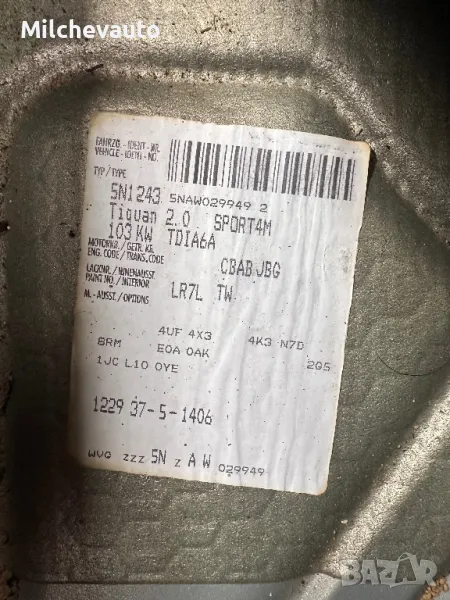 Milchevauto
FAHRZG.-IDENT-NR.
VEHICLE-IDENT-NO.
TYP/TYPE
5N1243 5NAW029949 2
Tiguan 2.0 SPORT4M
103 KW TDIA6A
MOTORKB./GETR.KB.
ENG.CODE/TRANS.CODE
CBAB JBG
LACKNR./INNENAUSST.
PAINT NO./INTERIOR
LR7L TW
M.-AUSST./OPTIONS
4UF 4X3 4K3 N7D
8RM E0A 0AK 2G5
1JC L10 0YE
1229 37-5-1406
WVG ZZZ 5N Z A W 029949
BAZAR